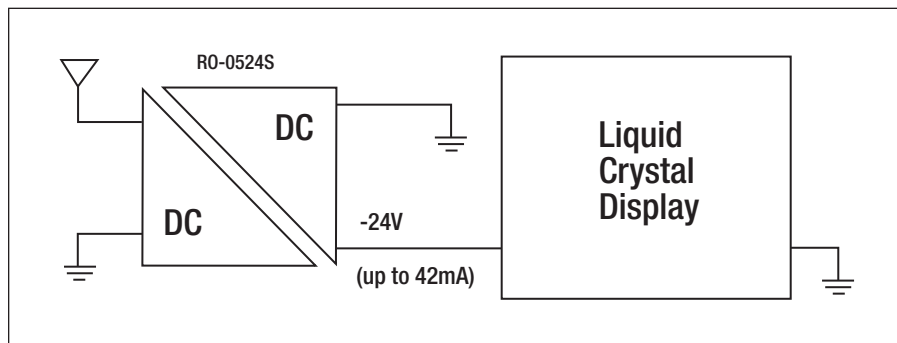 RO-0524S
DC
DC
-24V
(up to 42mA)
Liquid
Crystal
Display